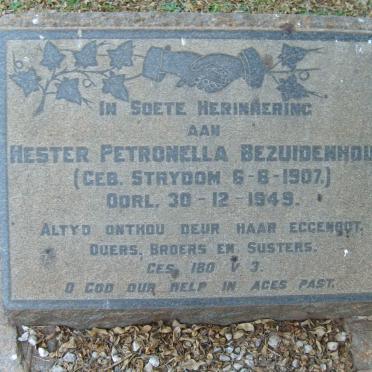 IN SOETE HERINNERING
AAN
HESTER PETRONELLA BEZUIDENHOU
(GEB. STRYDOM 6-8-1907.)
OORL. 30-12-1949.
ALTYD ONTHOU DEUR HAAR EGGENOOT,
OUERS, BROERS EN SUSTERS.
GES. 180 V 3.
O GOD OUR HELP IN AGES PAST.